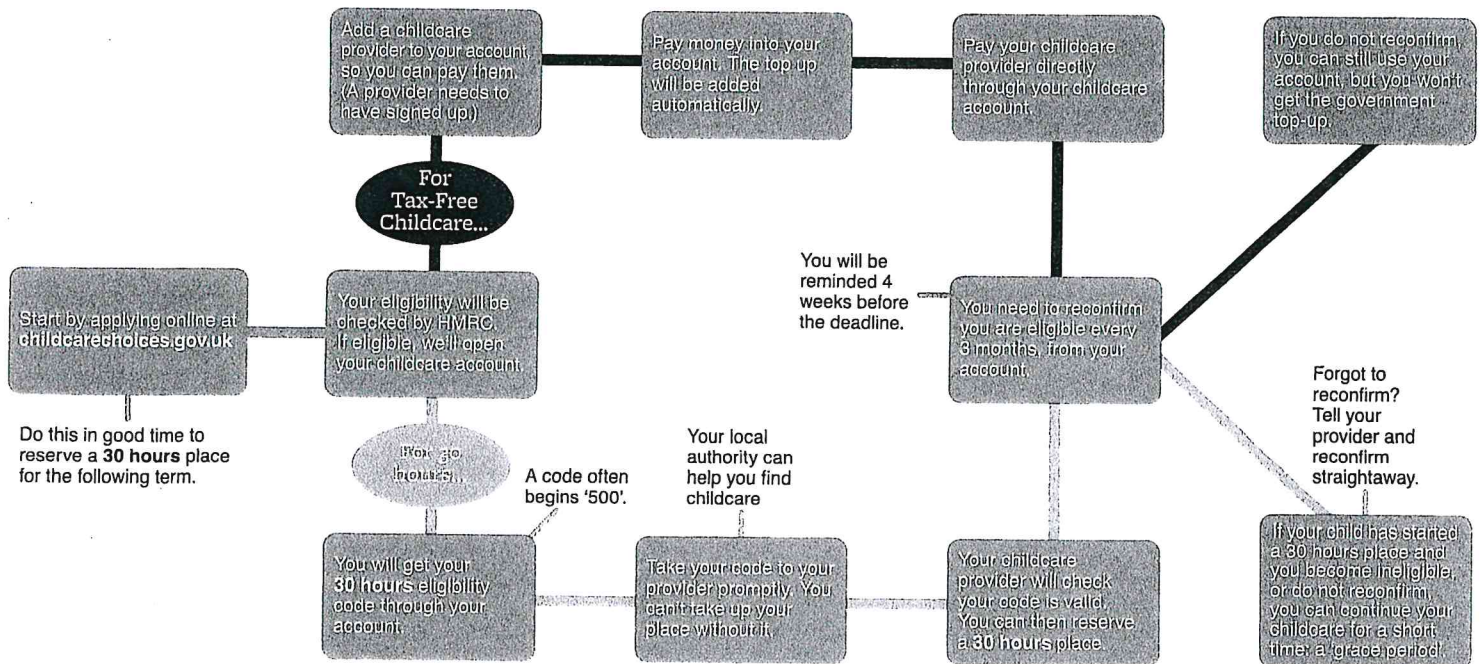 Add a childcare
provider to your account
so you can pay them.
(A provider needs to
have signed up.)
Pay money into your
account. The top up
will be added
automatically.
Pay your childcare
provider directly
through your childcare
account.
If you do not reconfirm,
you can still use your
account, but you won't
get the government
top-up.
For
Tax-Free
Childcare...
Start by applying online at
childcarechoices.gov.uk
Do this in good time to
reserve a 30 hours place
for the following term.
Your eligibility will be
checked by HMRC.
If eligible, we'll open
your childcare account.
You will be
reminded 4
weeks before
the deadline.
You need to reconfirm
you are eligible every
3 months, from your
account.
For 30
hours...
A code often
begins '500'.
Your local
authority can
help you find
childcare
Forgot to
reconfirm?
Tell your
provider and
reconfirm
straightaway.
You will get your
30 hours eligibility
code through your
account.
Take your code to your
provider promptly. You
can't take up your
place without it.
Your childcare
provider will check
your code is valid.
You can then reserve
a 30 hours place.
If your child has started
a 30 hours place and
you become ineligible,
or do not reconfirm,
you can continue your
childcare for a short
time: a 'grace period'.